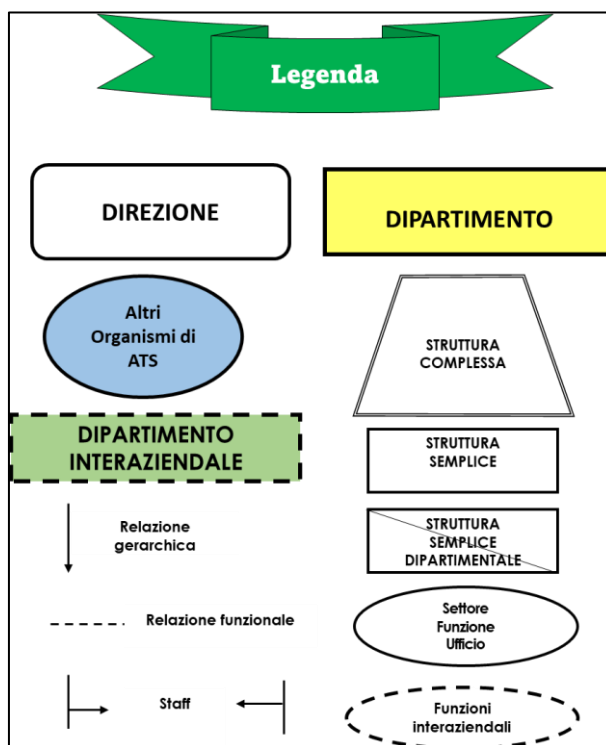 Legenda
DIREZIONE
DIPARTIMENTO
Altri
Organismi di
ATS
STRUTTURA
COMPLESSA
DIPARTIMENTO
INTERAZIENDALE
STRUTTURA
SEMPLICE
Relazione
gerarchica
STRUTTURA
SEMPLICE
DIPARTIMENTALE
Relazione funzionale
Settore
Funzione
Ufficio
Staff
Funzioni
interaziendali